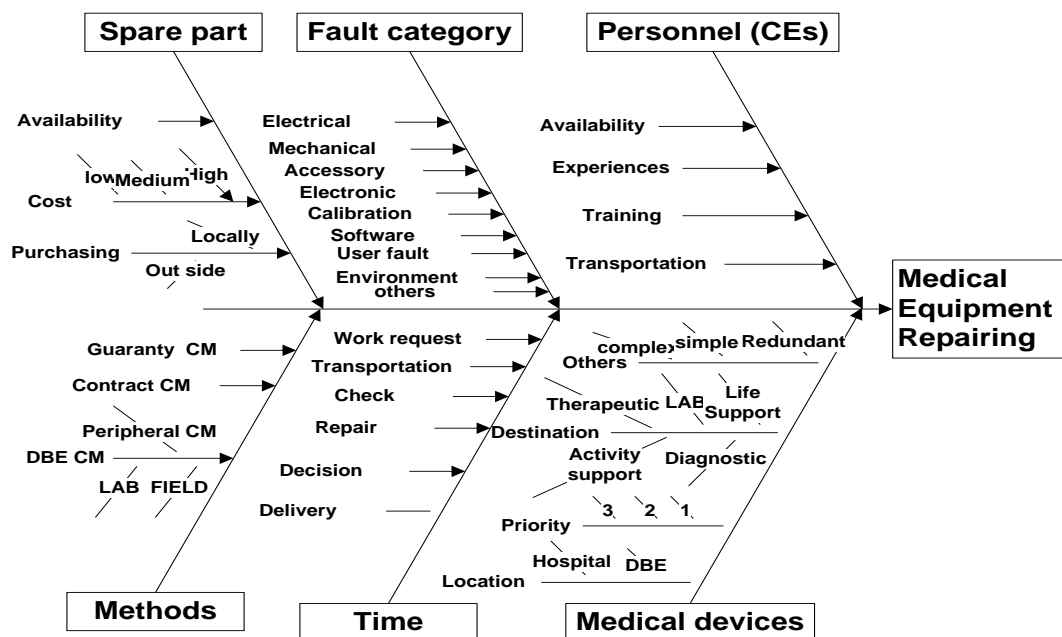 Spare part
Fault category
Personnel (CEs)
Availability
low
Medium
High
Cost
Locally
Purchasing
Out side
Electrical
Mechanical
Accessory
Electronic
Calibration
Software
User fault
Environment
others
Availability
Experiences
Training
Transportation
Medical
Equipment
Repairing
Guaranty CM
Contract CM
Peripheral CM
DBE CM
LAB
FIELD
Work request
Transportation
Check
Repair
Decision
Delivery
complex
simple
Redundant
Others
Therapeutic
LAB
Life
Support
Destination
Activity
support
Diagnostic
3
2
1
Priority
Hospital
DBE
Location
Methods
Time
Medical devices